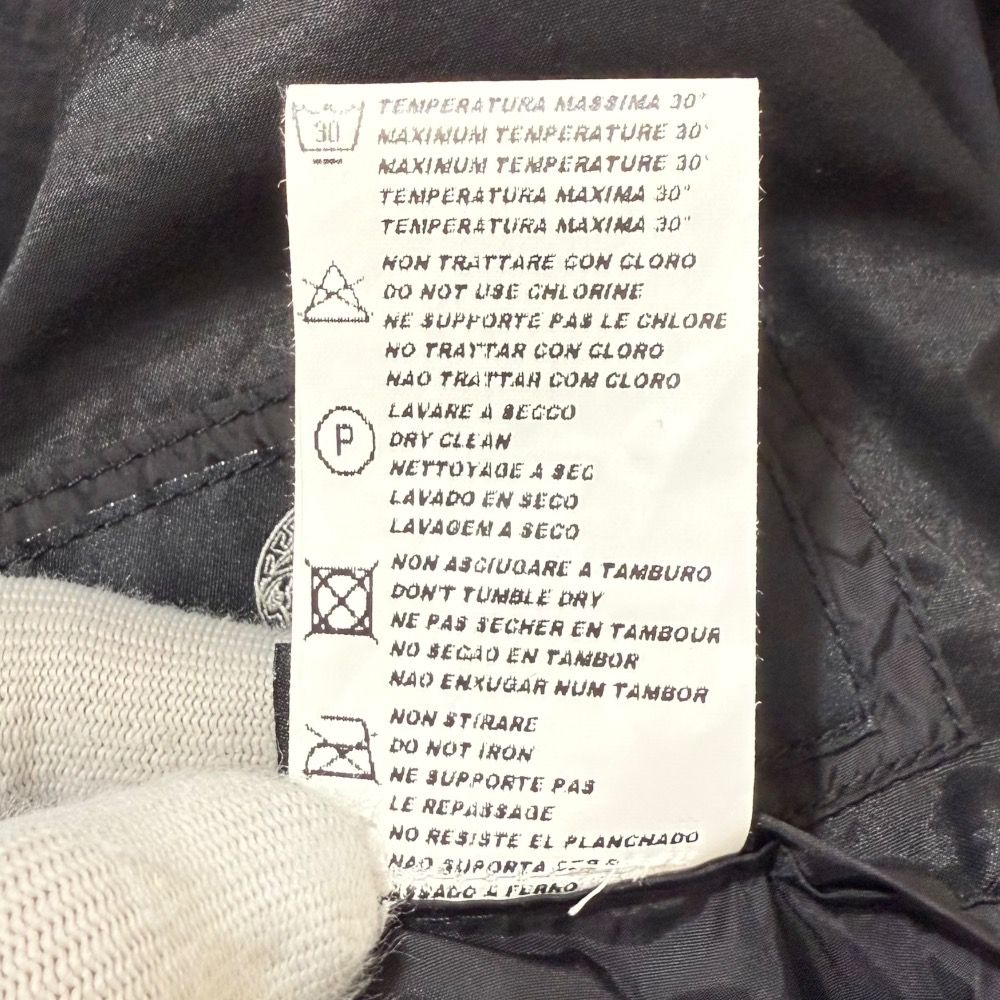 30
TEMPERATURA MASSIMA 30°
MAXIMUM TEMPERATURE 30°
MAXIMUM TEMPERATURE 30°
TEMPERATURA MAXIMA 30°
TEMPERATURA MAXIMA 30°
NON TRATTARE CON CLORO
DO NOT USE CHLORINE
NE SUPPORTE PAS LE CHLORE
NO TRATTAR CON CLORO
NAO TRATTAR COM CLORO
P
LAVARE A SECCO
DRY CLEAN
NETTOYAGE A SEC
LAVADO EN SECO
LAVAGEM A SECO
NON ASCIUGARE A TAMBURO
DON'T TUMBLE DRY
NE PAS SECHER EN TAMBOUR
NO SECAO EN TAMBOR
NAO ENXUGAR NUM TAMBOR
NON STIRARE
DO NOT IRON
NE SUPPORTE PAS
LE REPASSAGE
NO RESISTE EL PLANCHADO
NAO SUPORTA
A FERRO